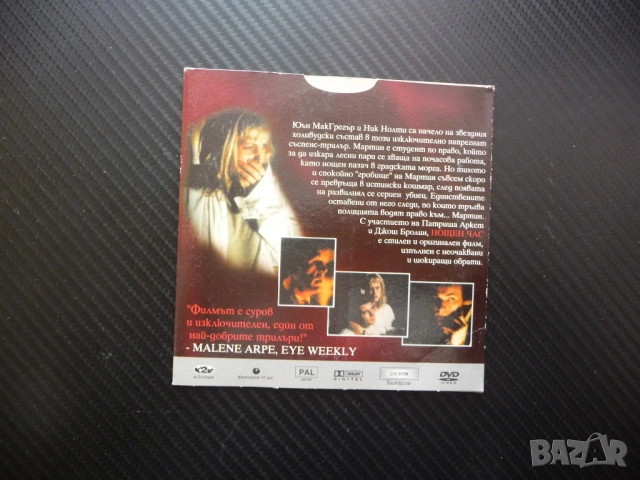 Юън МакГрегър и Ник Нолти са начело на звездния
холивудски състав в този изключително напрегнат
съспенс-трилър. Мартин е студент по право, който
за да изкара лесни пари се хваща на почасова работа,
като нощен пазач в градската морга. Но тихото
и спокойно "гробище" на Мартин съвсем скоро
се превръща в истински кошмар, след появата
на развилнял се сериен убиец. Единствените
оставени от него следи, по които тръгва
полицията водят право към... Мартин.
С участието на Патриша Аркет
и Джош Бролин, НОЩЕН ЧАС
е стилен и оригинален филм,
изпълнен с неочаквани
и шокиращи обрати.
"Филмът е суров
и изключителен, един от
най-добрите трилъри!"
- MALENE ARPE, EYE WEEKLY
PAL
DOLBY
DIGITAL
DVD
VIDEO
BAZAR